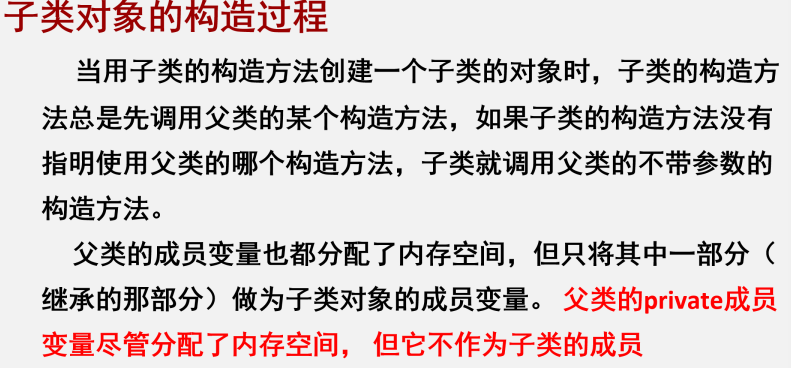 子类对象的构造过程
当用子类的构造方法创建一个子类的对象时，子类的构造方
法总是先调用父类的某个构造方法，如果子类的构造方法没有
指明使用父类的哪个构造方法，子类就调用父类的不带参数的
构造方法。
父类的成员变量也都分配了内存空间，但只将其中一部分（
继承的那部分）做为子类对象的成员变量。 父类的private成员
变量尽管分配了内存空间， 但它不作为子类的成员